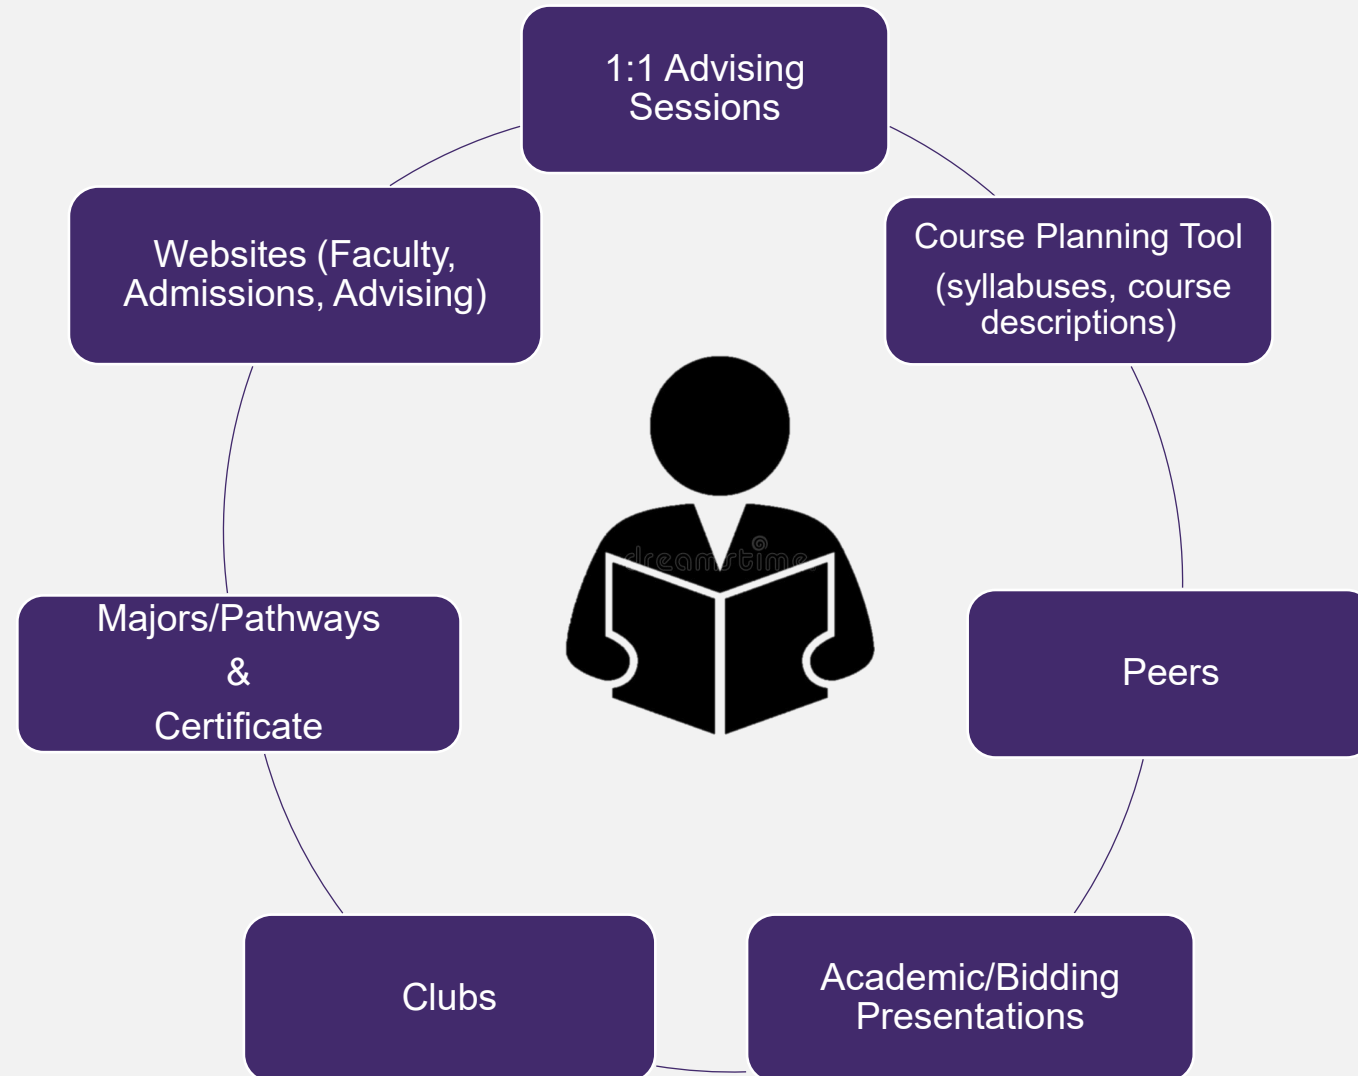 1:1 Advising
Sessions
Websites (Faculty,
Admissions, Advising)
Course Planning Tool
(syllabuses, course
descriptions)
dreamstime
Majors/Pathways
&
Certificate
Peers
Clubs
Academic/Bidding
Presentations